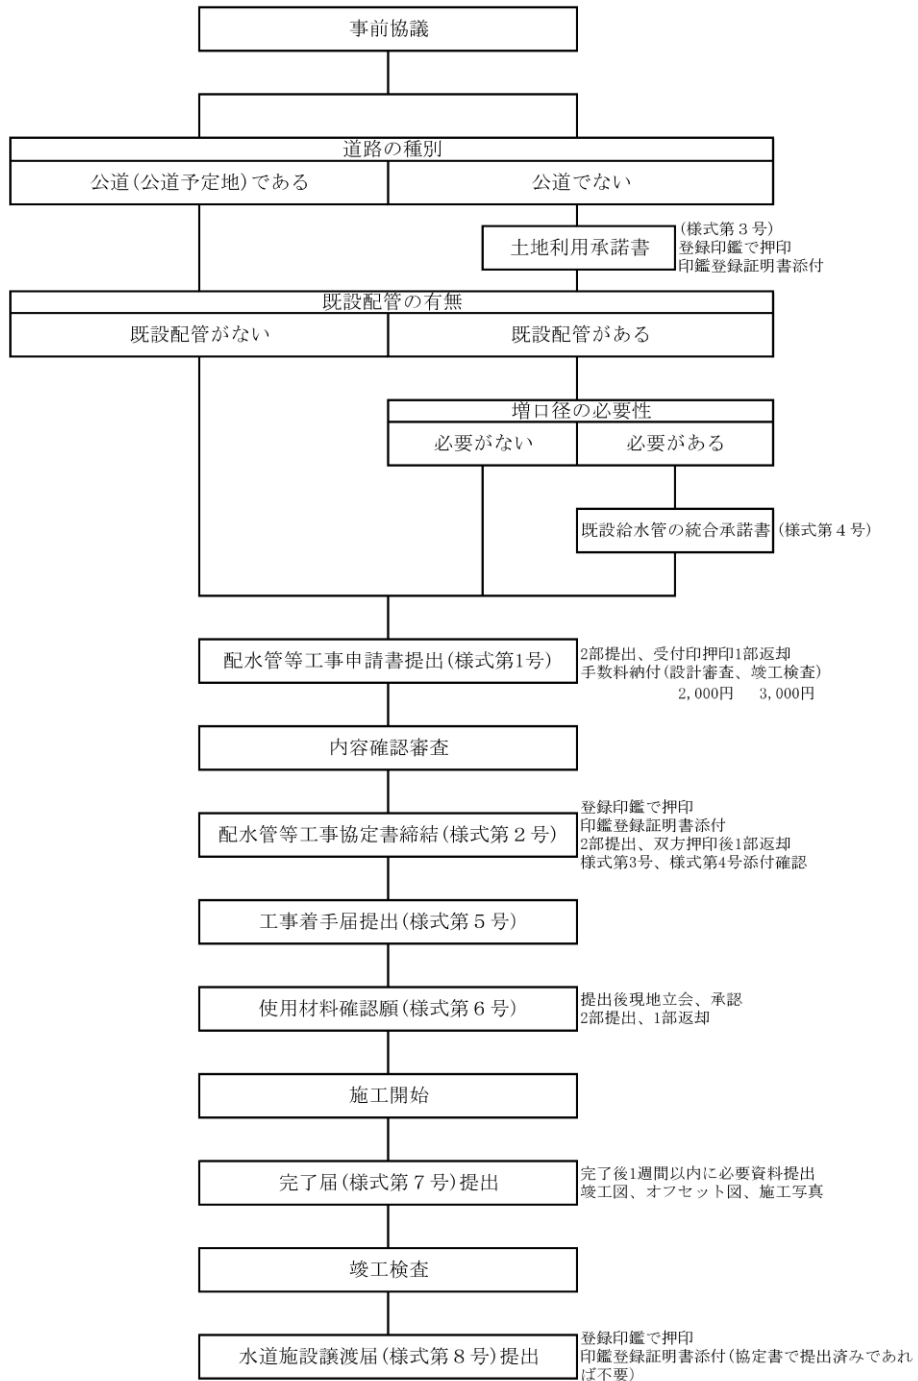 事前協議
道路の種別
公道(公道予定地)である
公道でない
土地利用承諾書
(様式第３号)
登録印鑑で押印
印鑑登録証明書添付
既設配管の有無
既設配管がない
既設配管がある
増口径の必要性
必要がない
必要がある
既設給水管の統合承諾書
(様式第４号)
配水管等工事申請書提出(様式第1号)
2部提出、受付印押印1部返却
手数料納付(設計審査、竣工検査)
2,000円 3,000円
内容確認審査
配水管等工事協定書締結(様式第２号)
登録印鑑で押印
印鑑登録証明書添付
2部提出、双方押印後1部返却
様式第3号、様式第4号添付確認
工事着手届提出(様式第５号)
使用材料確認願(様式第６号)
提出後現地立会、承認
2部提出、1部返却
施工開始
完了届(様式第７号)提出
完了後1週間以内に必要資料提出
竣工図、オフセット図、施工写真
竣工検査
水道施設譲渡届(様式第８号)提出
登録印鑑で押印
印鑑登録証明書添付(協定書で提出済みであれ
ば不要)